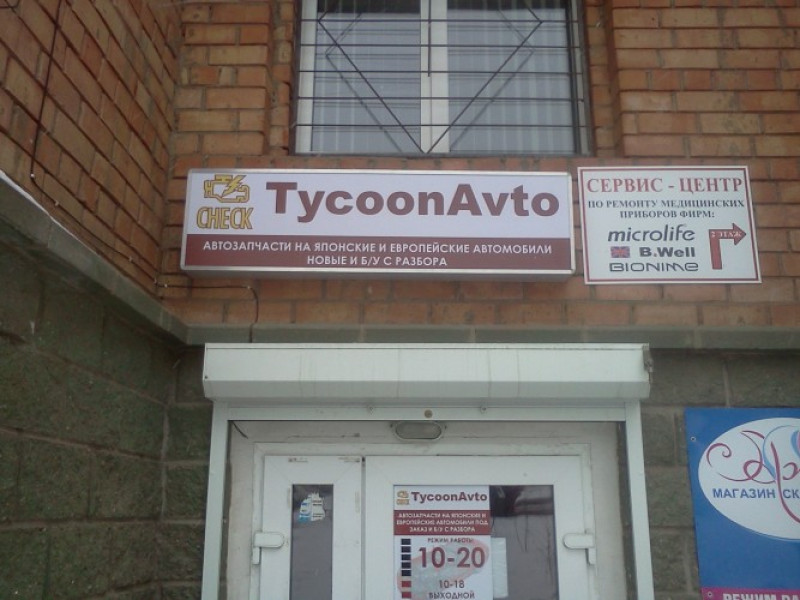 CHECK
TycoonAvto
АВТОЗАПЧАСТИ НА ЯПОНСКИЕ И ЕВРОПЕЙСКИЕ АВТОМОБИЛИ
НОВЫЕ И Б/У С РАЗБОРА
СЕРВИС - ЦЕНТР
ПО РЕМОНТУ МЕДИЦИНСКИХ
ПРИБОРОВ ФИРМ:
microlife
2 ЭТАЖ
B.Well
BIONIME
CHECK
TycoonAvto
АВТОЗАПЧАСТИ НА ЯПОНСКИЕ И
ЕВРОПЕЙСКИЕ АВТОМОБИЛИ ПОД
ЗАКАЗ И Б/У С РАЗБОРА
РЕЖИМ РАБОТЫ
10-20
10-18
ВЫХОДНОЙ
МАГАЗИН
РЕЖИМ